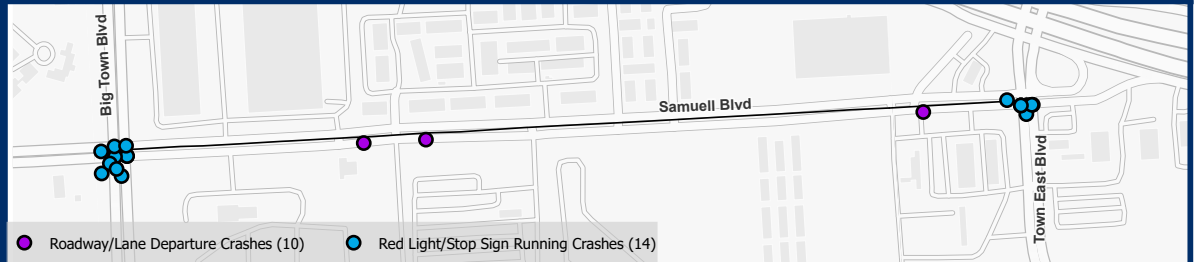 Big Town Blvd
Samuell Blvd
Town East Blvd
Roadway/Lane Departure Crashes (10)
Red Light/Stop Sign Running Crashes (14)